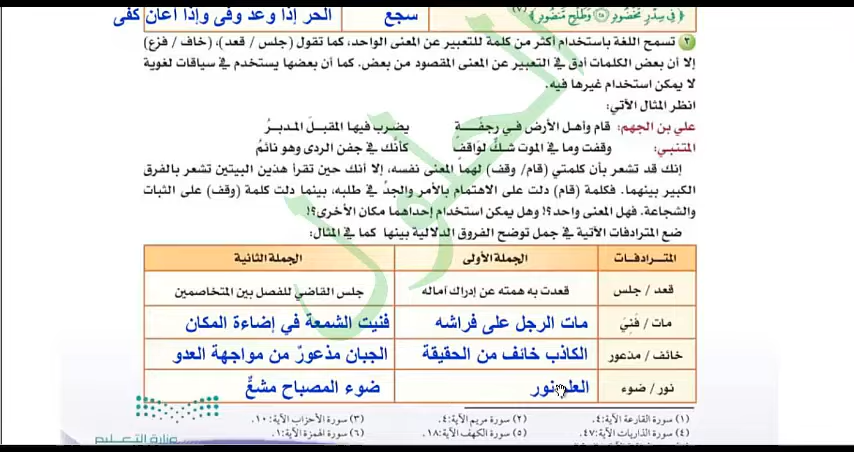 ﴿فِي سِدْرٍ مَّخْضُودٍ ۝ وَطَلْحٍ مَّنضُودٍ﴾ (٧) سجع الحر إذا وعد وفى وإذا أعان كفى
٢ تسمح اللغة باستخدام أكثر من كلمة للتعبير عن المعنى الواحد، كما تقول (جلس / قعد)، (خاف / فزع)
إلا أن بعض الكلمات أدق في التعبير عن المعنى المقصود من بعض. كما أن بعضها يستخدم في سياقات لغوية
لا يمكن استخدام غيرها فيه.
انظر المثال الآتي:
علي بن الجهم: قام وأهل الأرض في رجفــة يضرب فيها المقبل المدبرُ
المتنبي: وقفت وما في الموت شكٌ لواقف كأنك في جفن الردى وهو نائمُ
إنك قد تشعر بأن كلمتي (قام/ وقف) لهما المعنى نفسه، إلا أنك حين تقرأ هذين البيتين تشعر بالفرق
الكبير بينهما. فكلمة (قام) دلت على الاهتمام بالأمر والجدِّ في طلبه، بينما دلت كلمة (وقف) على الثبات
والشجاعة. فهل المعنى واحد؟! وهل يمكن استخدام إحداهما مكان الأخرى؟!
ضع المترادفات الآتية في جمل توضح الفروق الدلالية بينها كما في المثال:
المترادفات الجملة الأولى الجملة الثانية
قعد / جلس قعدت به همته عن إدراك آماله جلس القاضي للفصل بين المتخاصمين
مات / فَنِيَ مات الرجل على فراشه فنيت الشمعة في إضاءة المكان
خائف / مذعور الكاذب خائف من الحقيقة الجبان مذعورٌ من مواجهة العدو
نور / ضوء العلم نور ضوء المصباح مشعٌّ
(١) سورة القارعة الآية: ٤. (٢) سورة مريم الآية: ٤. (٣) سورة الأحزاب الآية: ١٠.
(٤) سورة الذاريات الآية: ٤٧. (٥) سورة الكهف الآية: ١٨. (٦) سورة الهمزة الآية: ١.
وزارة التعليم
الحلول